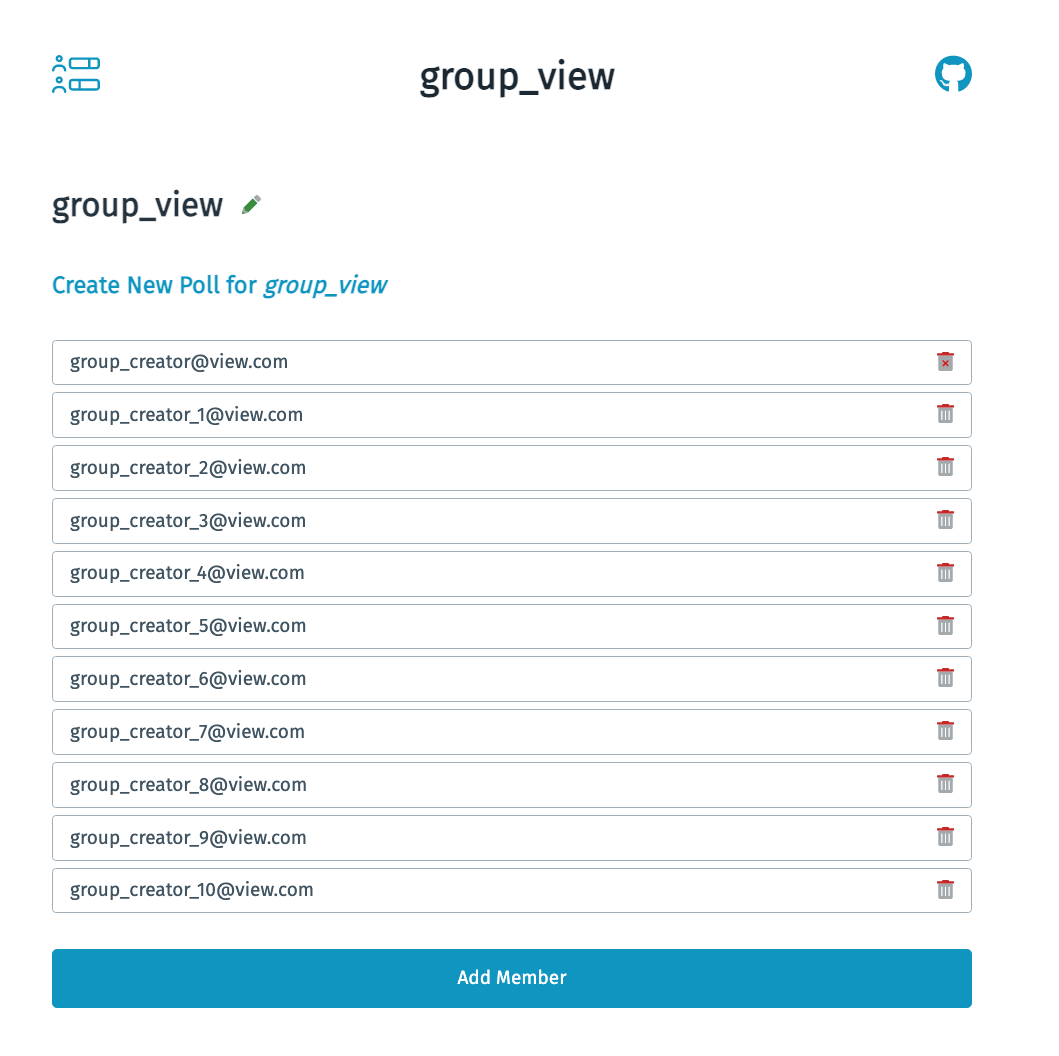 group_view
group_view
Create New Poll for group_view
group_creator@view.com
group_creator_1@view.com
group_creator_2@view.com
group_creator_3@view.com
group_creator_4@view.com
group_creator_5@view.com
group_creator_6@view.com
group_creator_7@view.com
group_creator_8@view.com
group_creator_9@view.com
group_creator_10@view.com
Add Member